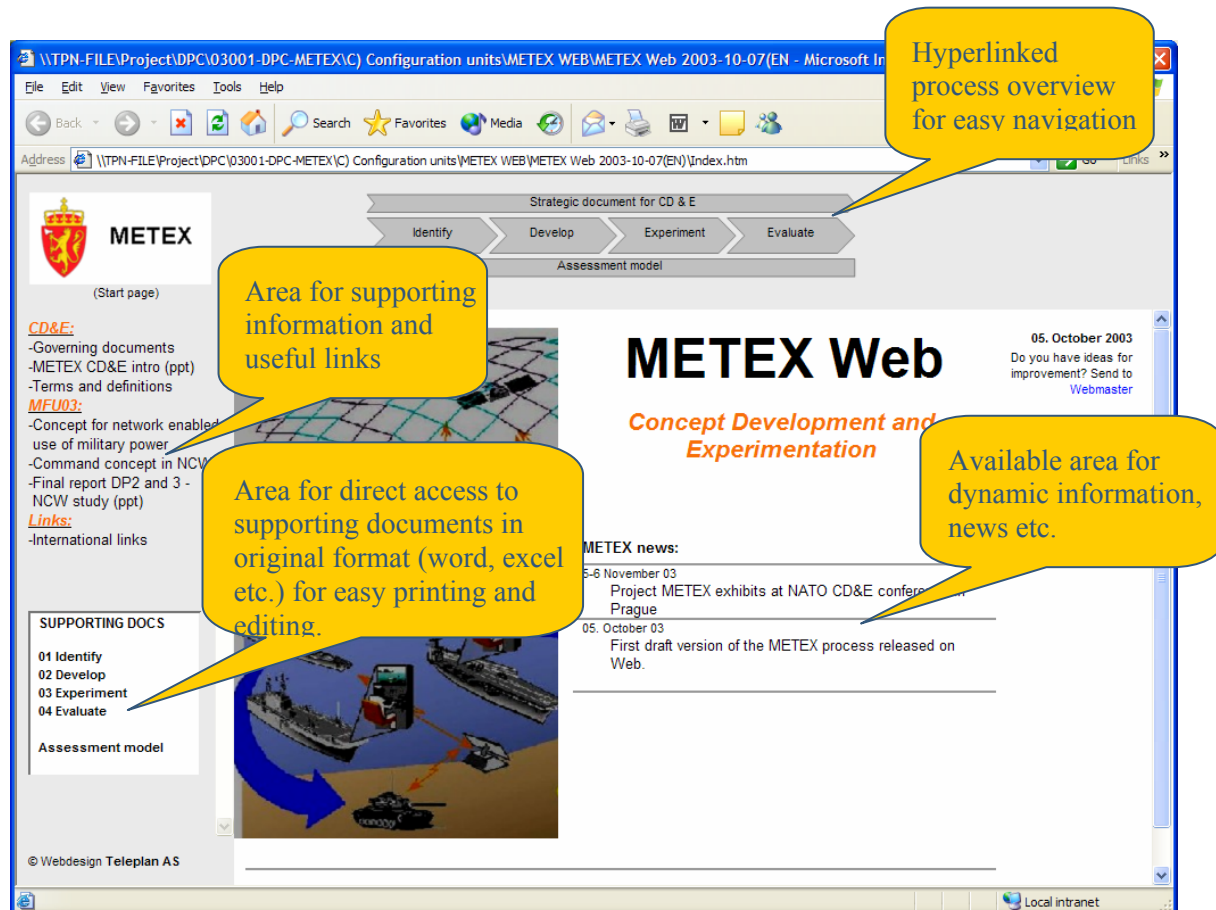 Hyperlinked
process overview
for easy navigation
\\TPN-FILE\Project\DPC\03001-DPC-METEX\C) Configuration units\METEX WEB\METEX Web 2003-10-07(EN - Microsoft In
File Edit View Favorites Tools Help
Back Search Favorites Media
Address \\TPN-FILE\Project\DPC\03001-DPC-METEX\C) Configuration units\METEX WEB\METEX Web 2003-10-07(EN)\Index.htm Go Links »
METEX
(Start page)
Strategic document for CD & E
Identify Develop Experiment Evaluate
Assessment model
Area for supporting
information and
useful links
CD&E:
-Governing documents
-METEX CD&E intro (ppt)
-Terms and definitions
MFU03:
-Concept for network enabled
use of military power
-Command concept in NCW
-Final report DP2 and 3 -
NCW study (ppt)
Links:
-International links
METEX Web
Concept Development and
Experimentation
05. October 2003
Do you have ideas for
improvement? Send to
Webmaster
Available area for
dynamic information,
news etc.
Area for direct access to
supporting documents in
original format (word, excel
etc.) for easy printing and
editing.
METEX news:
5-6 November 03
Project METEX exhibits at NATO CD&E conference in
Prague
05. October 03
First draft version of the METEX process released on
Web.
SUPPORTING DOCS
01 Identify
02 Develop
03 Experiment
04 Evaluate
Assessment model
© Webdesign Teleplan AS
Local intranet